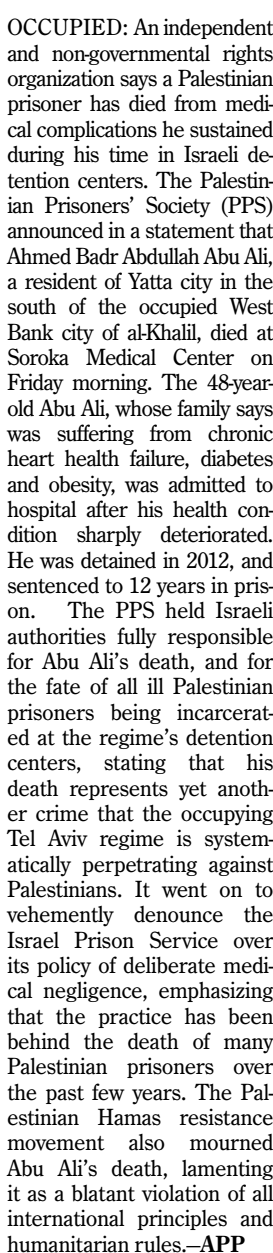 OCCUPIED: An independent
and non-governmental rights
organization says a Palestinian
prisoner has died from medi-
cal complications he sustained
during his time in Israeli de-
tention centers. The Palestin-
ian Prisoners' Society (PPS)
announced in a statement that
Ahmed Badr Abdullah Abu Ali,
a resident of Yatta city in the
south of the occupied West
Bank city of al-Khalil, died at
Soroka Medical Center on
Friday morning. The 48-year-
old Abu Ali, whose family says
was suffering from chronic
heart health failure, diabetes
and obesity, was admitted to
hospital after his health con-
dition sharply deteriorated.
He was detained in 2012, and
sentenced to 12 years in pris-
on. The PPS held Israeli
authorities fully responsible
for Abu Ali's death, and for
the fate of all ill Palestinian
prisoners being incarcerat-
ed at the regime's detention
centers, stating that his
death represents yet anoth-
er crime that the occupying
Tel Aviv regime is system-
atically perpetrating against
Palestinians. It went on to
vehemently denounce the
Israel Prison Service over
its policy of deliberate medi-
cal negligence, emphasizing
that the practice has been
behind the death of many
Palestinian prisoners over
the past few years. The Pal-
estinian Hamas resistance
movement also mourned
Abu Ali's death, lamenting
it as a blatant violation of all
international principles and
humanitarian rules.—APP